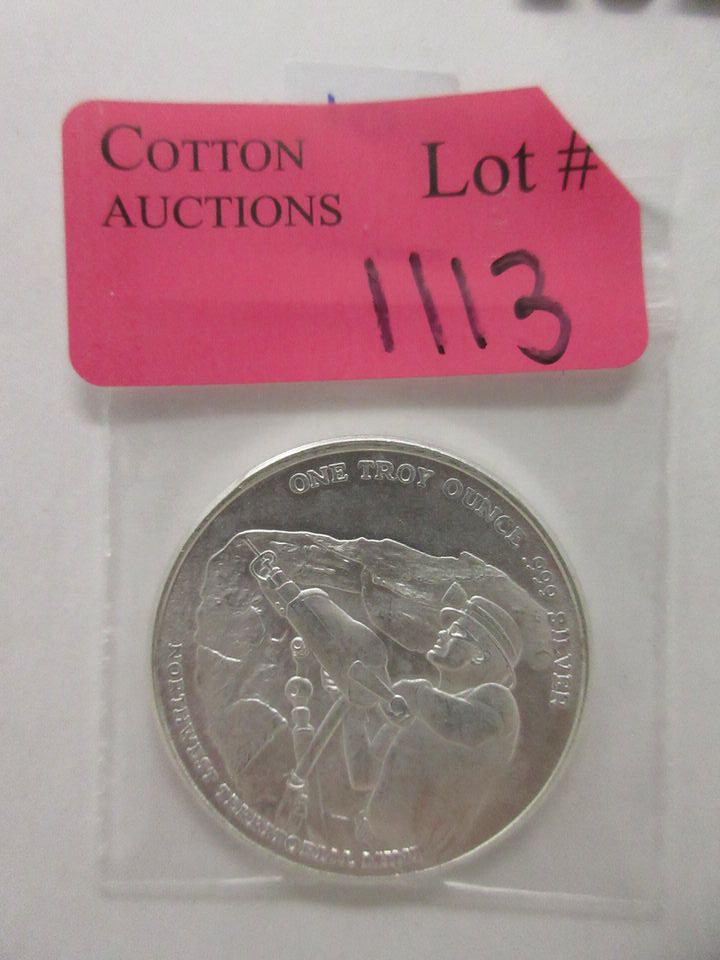 COTTON
AUCTIONS
Lot #
1113
ONE TROY OUNCE .999 SILVER
NORTHWEST TERRITORIAL MINT